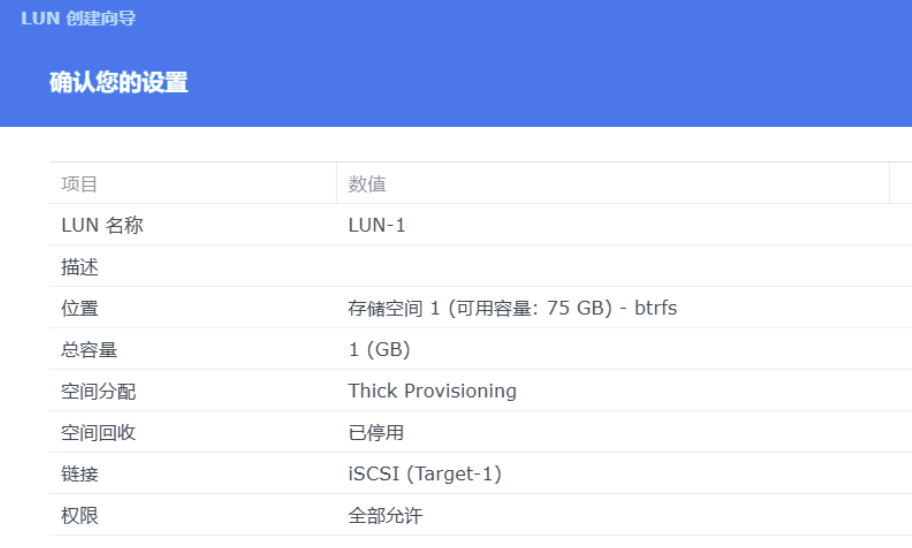 LUN 创建向导
确认您的设置
项目 数值
LUN 名称 LUN-1
描述
位置 存储空间 1 (可用容量: 75 GB) - btrfs
总容量 1 (GB)
空间分配 Thick Provisioning
空间回收 已停用
链接 iSCSI (Target-1)
权限 全部允许